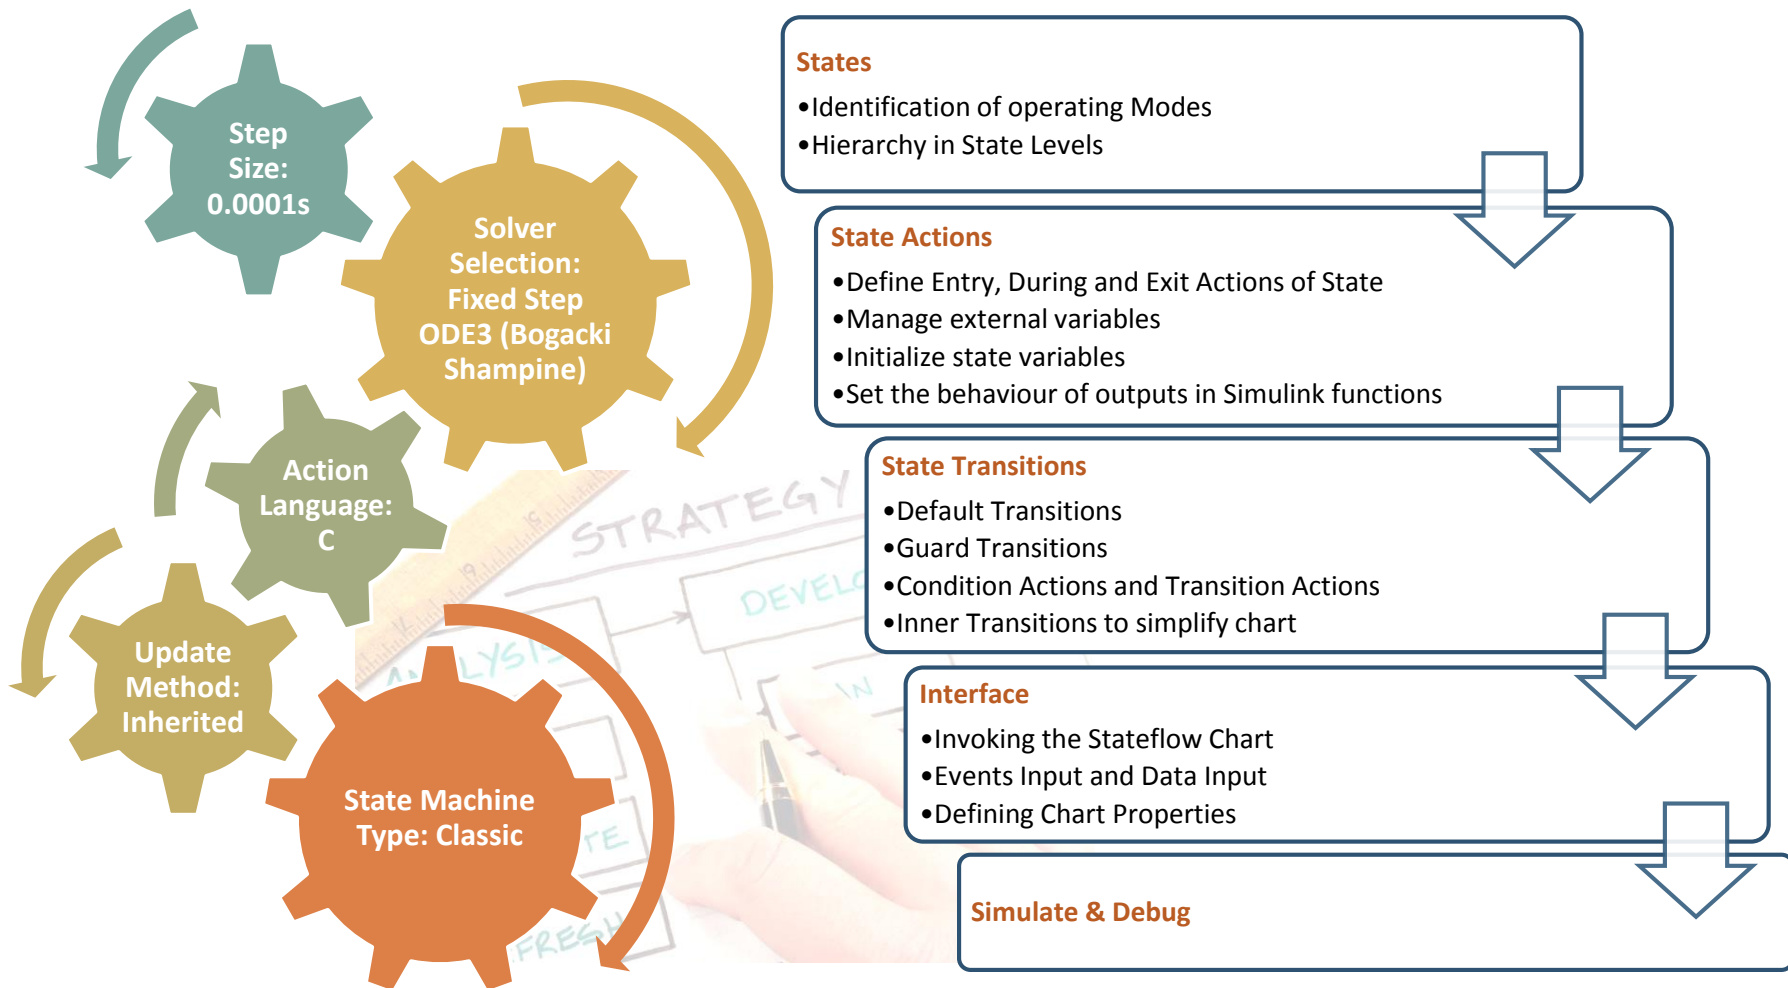 Step
Size:
0.0001s
Solver
Selection:
Fixed Step
ODE3 (Bogacki
Shampine)
Action
Language:
C
Update
Method:
Inherited
State Machine
Type: Classic
States
•Identification of operating Modes
•Hierarchy in State Levels
State Actions
•Define Entry, During and Exit Actions of State
•Manage external variables
•Initialize state variables
•Set the behaviour of outputs in Simulink functions
State Transitions
•Default Transitions
•Guard Transitions
•Condition Actions and Transition Actions
•Inner Transitions to simplify chart
Interface
•Invoking the Stateflow Chart
•Events Input and Data Input
•Defining Chart Properties
Simulate & Debug
STRATEGY